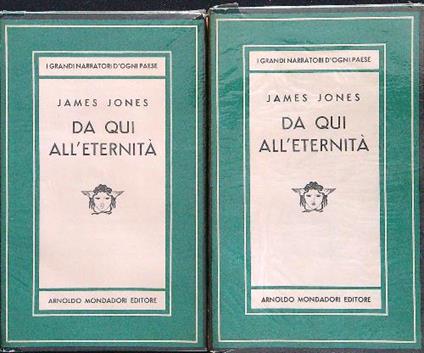 I GRANDI NARRATORI D'OGNI PAESE
JAMES JONES
DA QUI
ALL'ETERNITÀ
ARNOLDO MONDADORI EDITORE
I GRANDI NARRATORI D'OGNI PAESE
JAMES JONES
DA QUI
ALL'ETERNITÀ
ARNOLDO MONDADORI EDITORE